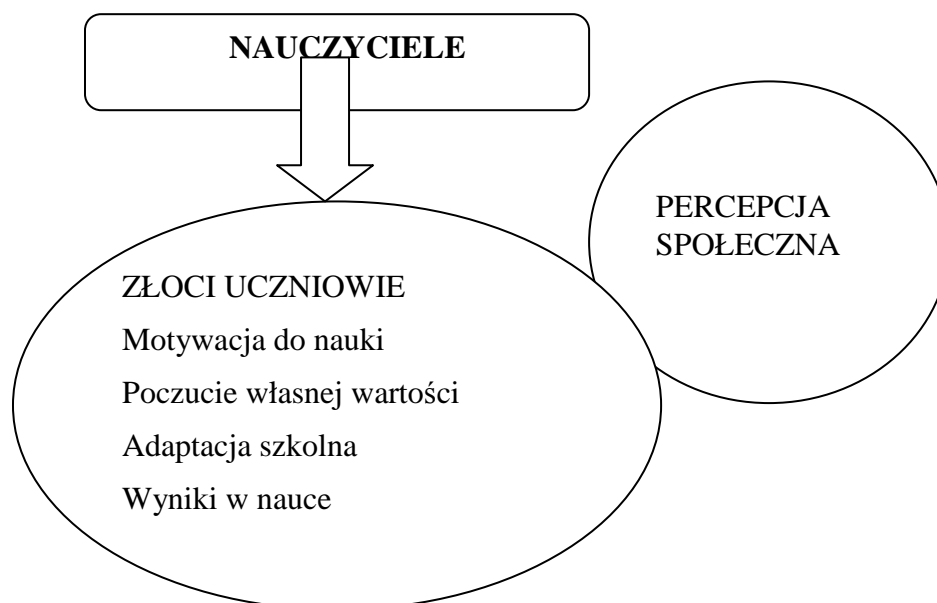 NAUCZYCIELE
PERCEPCJA
SPOŁECZNA
ZŁOCI UCZNIOWIE
Motywacja do nauki
Poczucie własnej wartości
Adaptacja szkolna
Wyniki w nauce